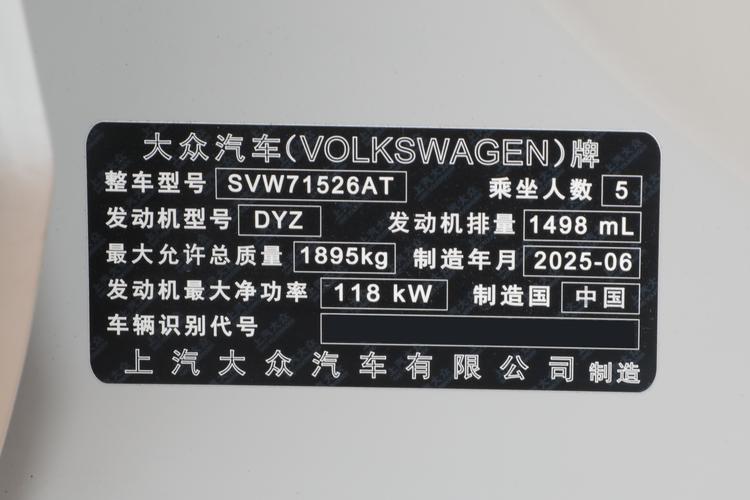 大众汽车(VOLKSWAGEN)牌
整车型号 SVW71526AT 乘坐人数 5
发动机型号 DYZ 发动机排量 1498 mL
最大允许总质量 1895kg 制造年月 2025-06
发动机最大净功率 118 kW 制造国 中国
车辆识别代号
上汽大众汽车有限公司 制造